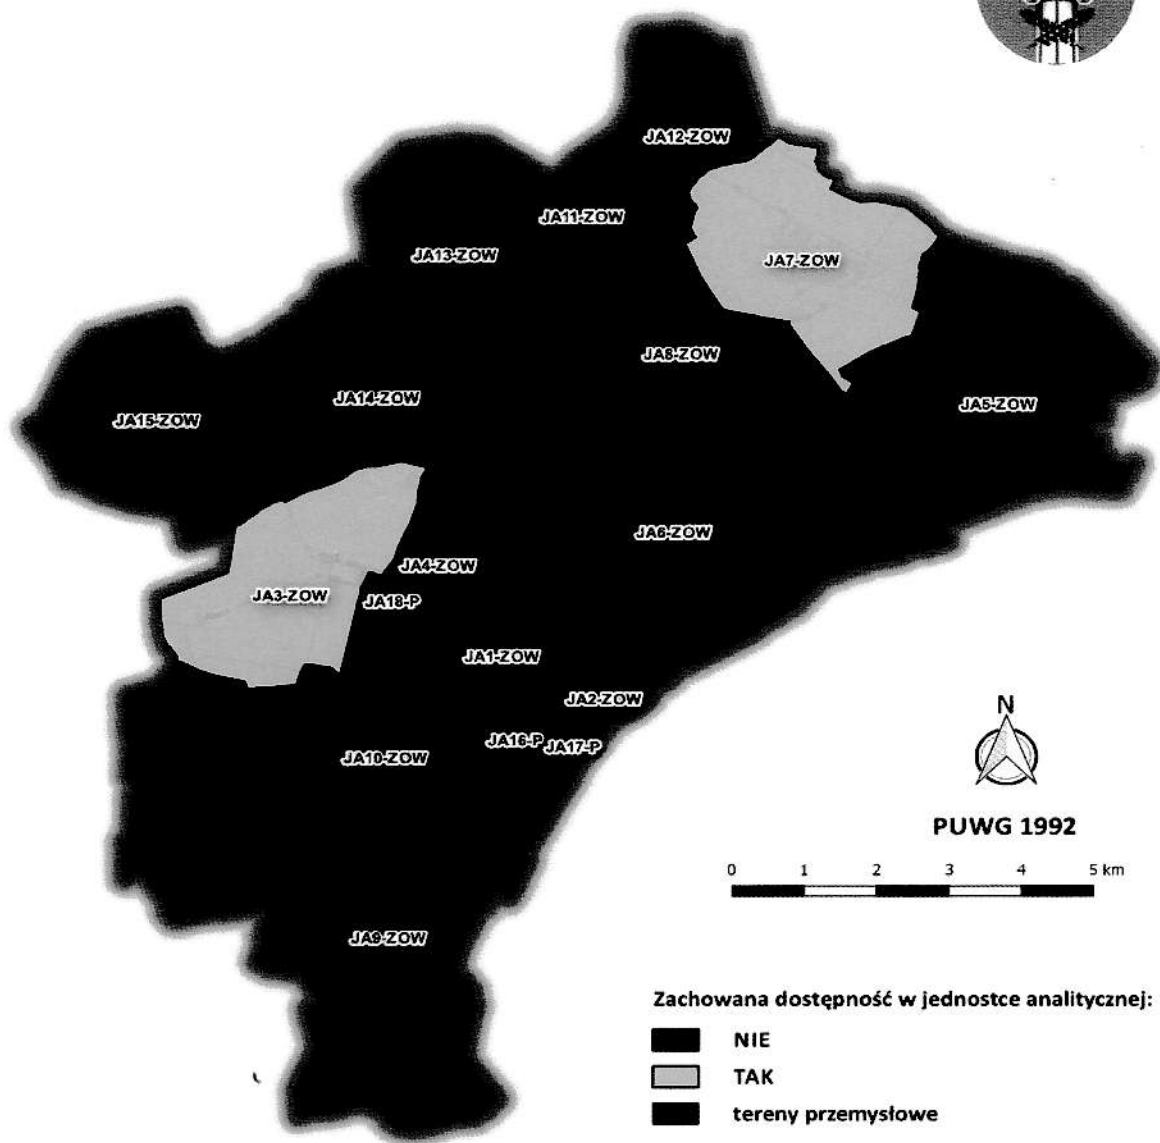 JA12-ZOW
JA11-ZOW
JA13-ZOW
JA7-ZOW
JA8-ZOW
JA14-ZOW
JA5-ZOW
JA15-ZOW
JA6-ZOW
JA4-ZOW
JA3-ZOW
JA18-P
JA1-ZOW
JA2-ZOW
JA16-P
JA17-P
JA10-ZOW
JA9-ZOW
N
PUWG 1992
0 1 2 3 4 5 km
Zachowana dostępność w jednostce analitycznej:
NIE
TAK
tereny przemysłowe